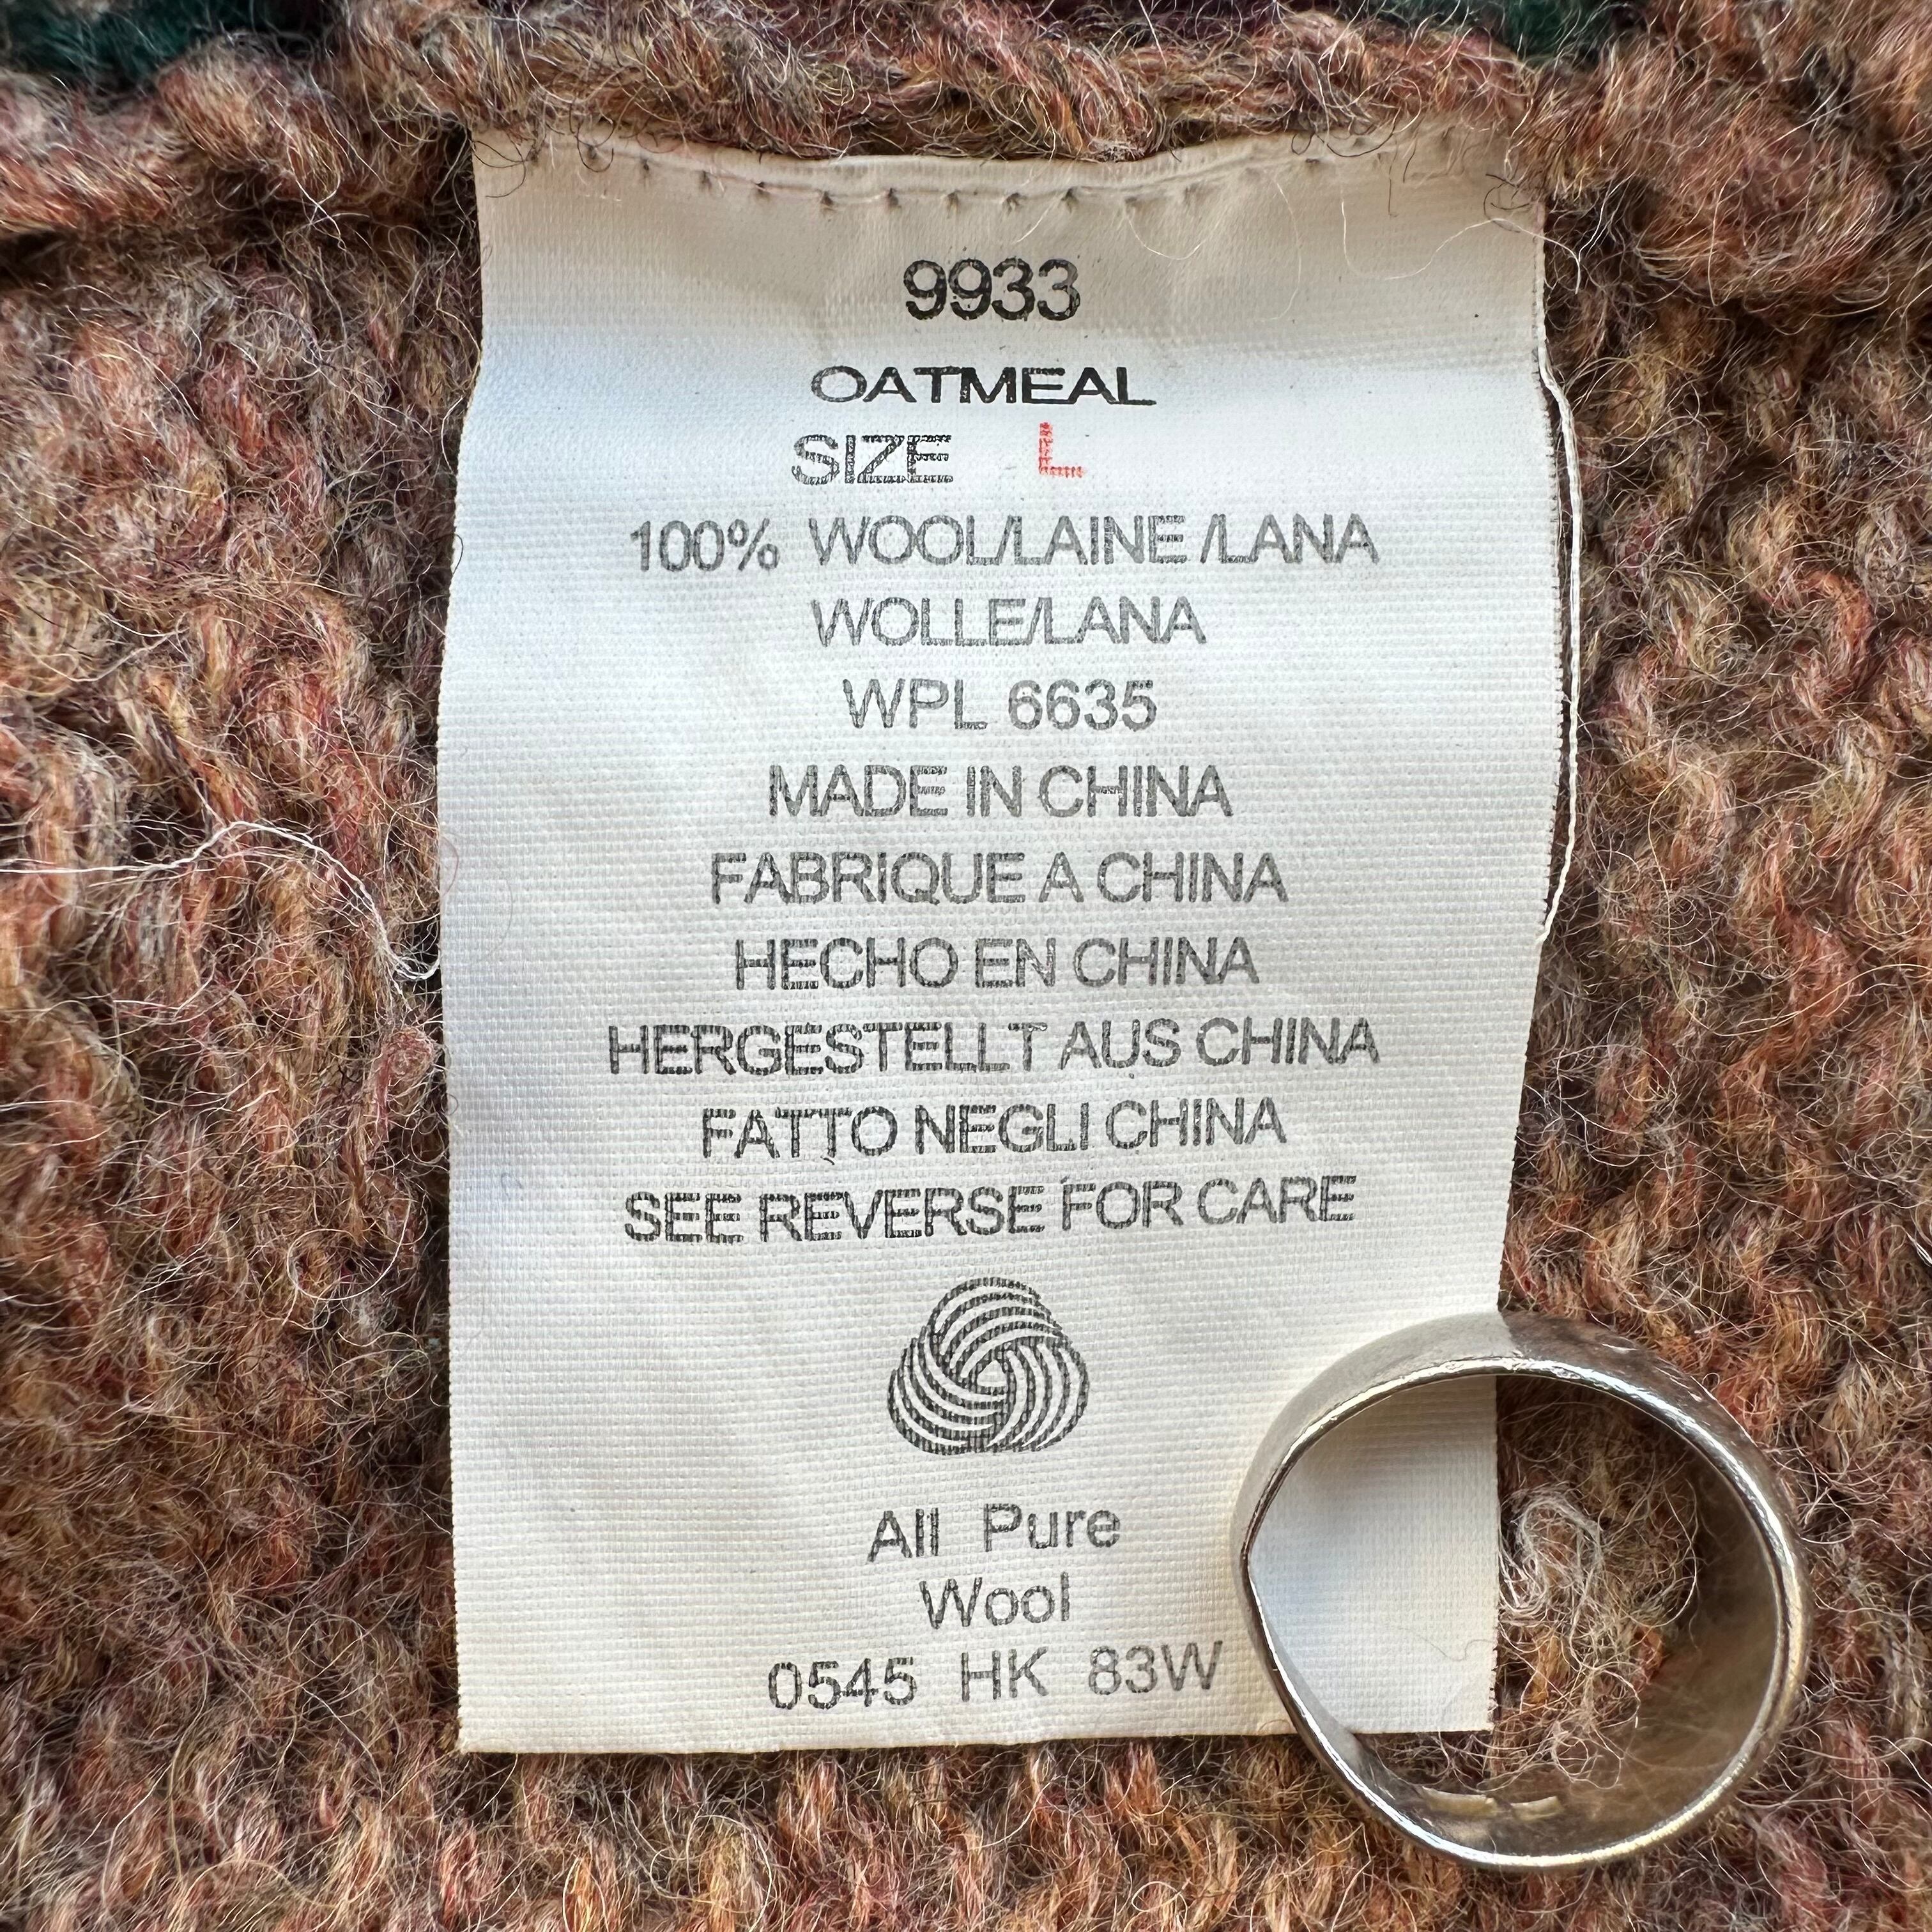 9933
OATMEAL
SIZE L
100% WOOL/LAINE/LANA
WOLLE/LANA
WPL 6635
MADE IN CHINA
FABRIQUE A CHINA
HECHO EN CHINA
HERGESTELLT AUS CHINA
FATTO NEGLI CHINA
SEE REVERSE FOR CARE
All Pure
Wool
0545 HK 83W